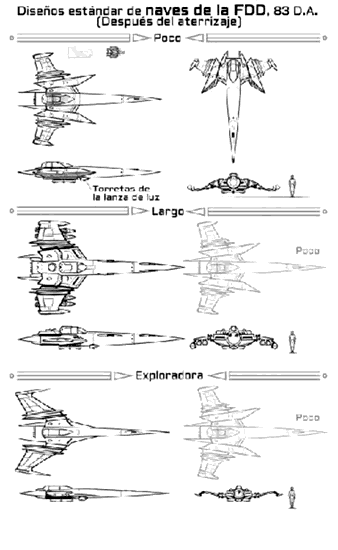 Diseños estándar de naves de la FDD, 83 D.A.
(Después del aterrizaje)
Poco
Torretas de
la lanza de luz
Largo
Poco
Exploradora
Poco